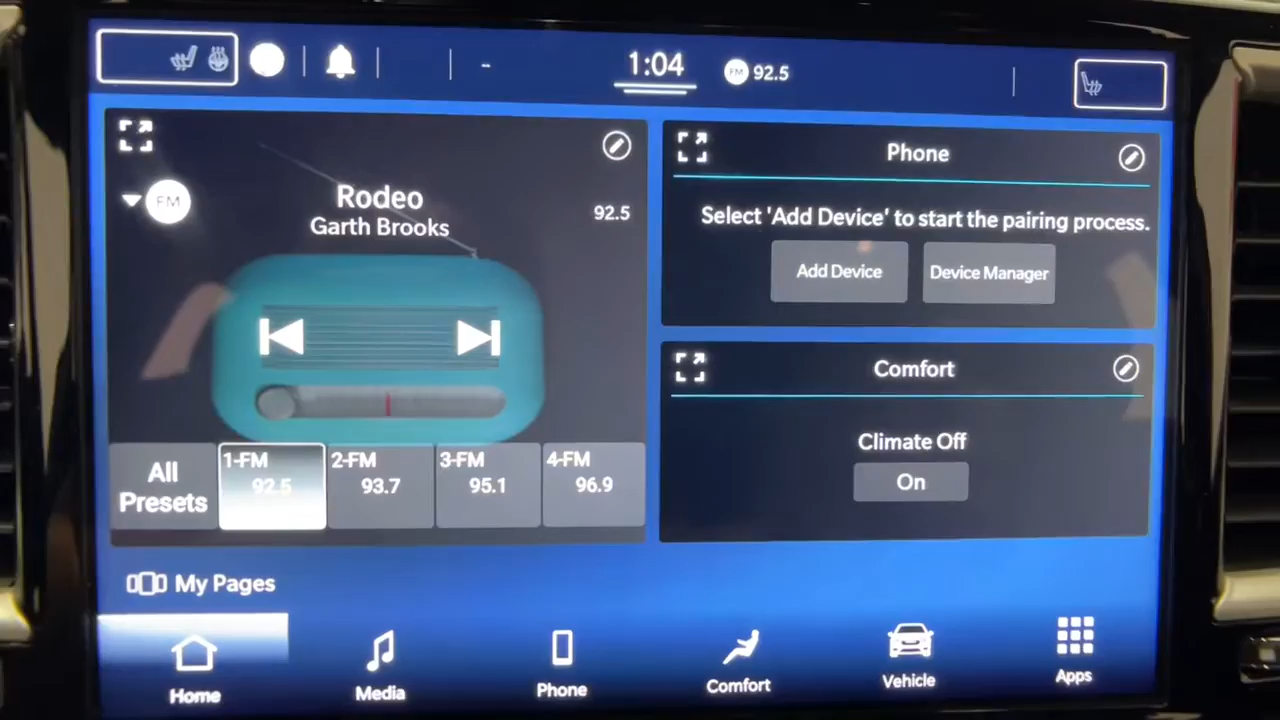 -
1:04
FM 92.5
FM
Rodeo
Garth Brooks
92.5
All
Presets
1-FM
92.5
2-FM
93.7
3-FM
95.1
4-FM
96.9
Phone
Select 'Add Device' to start the pairing process.
Add Device
Device Manager
Comfort
Climate Off
On
My Pages
Home
Media
Phone
Comfort
Vehicle
Apps